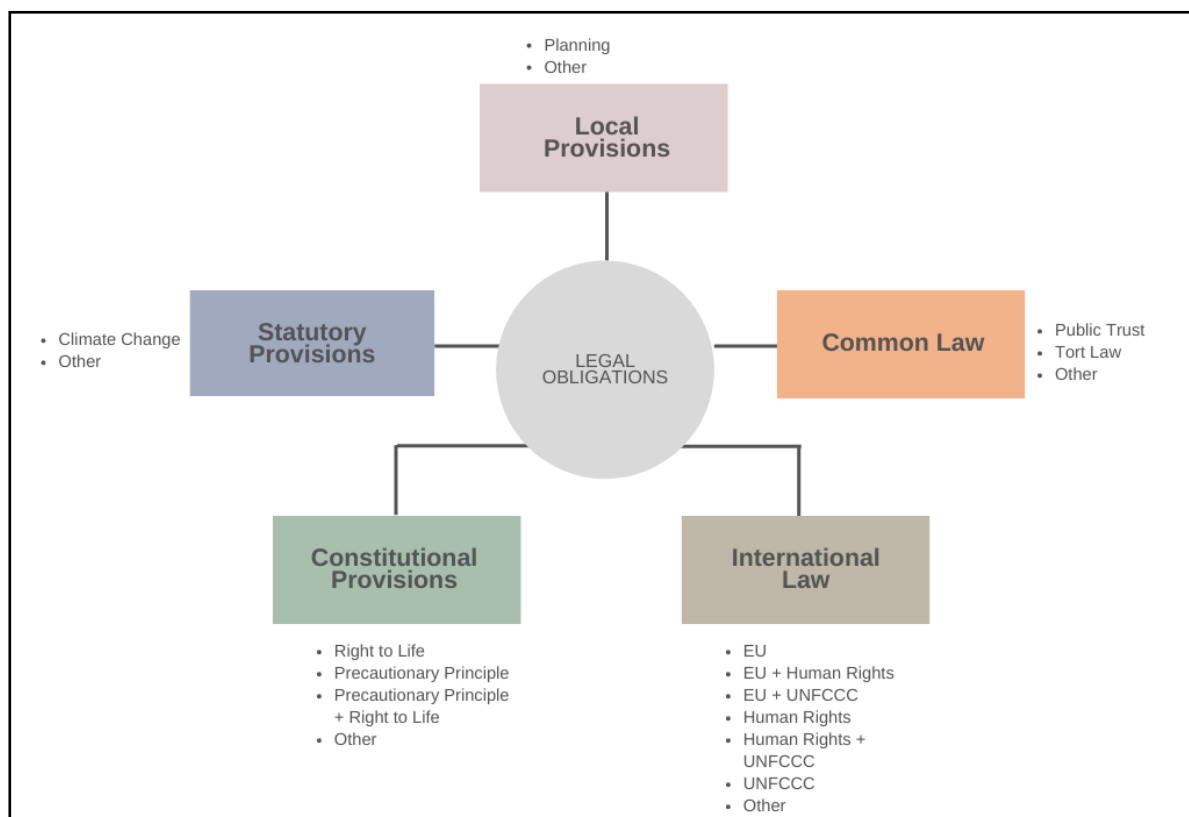 • Planning
• Other
Local
Provisions
Statutory
Provisions
• Climate Change
• Other
LEGAL
OBLIGATIONS
Common Law
• Public Trust
• Tort Law
• Other
Constitutional
Provisions
• Right to Life
• Precautionary Principle
• Precautionary Principle
+ Right to Life
• Other
International
Law
• EU
• EU + Human Rights
• EU + UNFCCC
• Human Rights
• Human Rights +
UNFCCC
• UNFCCC
• Other